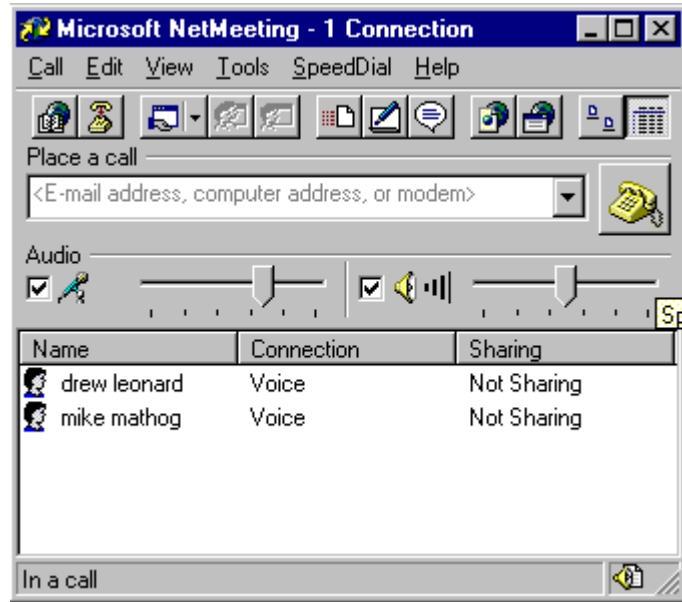 Microsoft NetMeeting - 1 Connection
Call Edit View Tools SpeedDial Help
Place a call
<E-mail address, computer address, or modem>
Audio
Sp
Name Connection Sharing
drew leonard Voice Not Sharing
mike mathog Voice Not Sharing
In a call